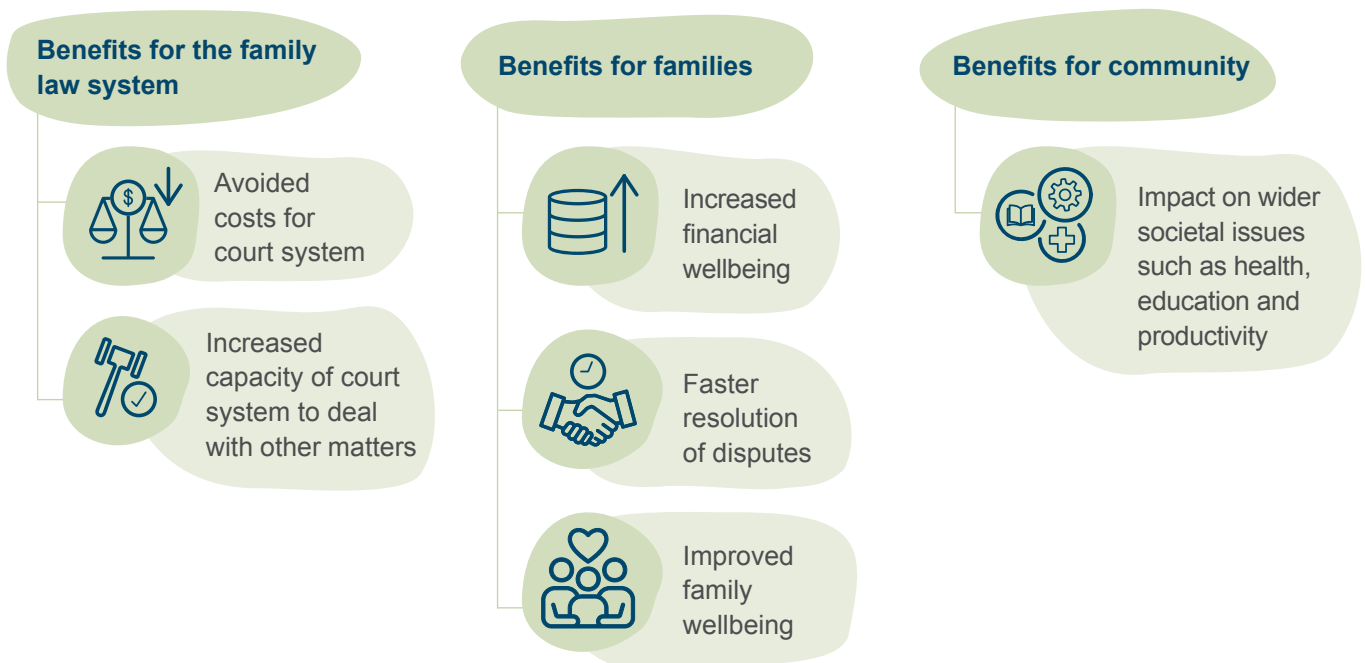 Benefits for the family
law system
Avoided
costs for
court system
Increased
capacity of court
system to deal
with other matters
Benefits for families
Increased
financial
wellbeing
Faster
resolution
of disputes
Improved
family
wellbeing
Benefits for community
Impact on wider
societal issues
such as health,
education and
productivity
$